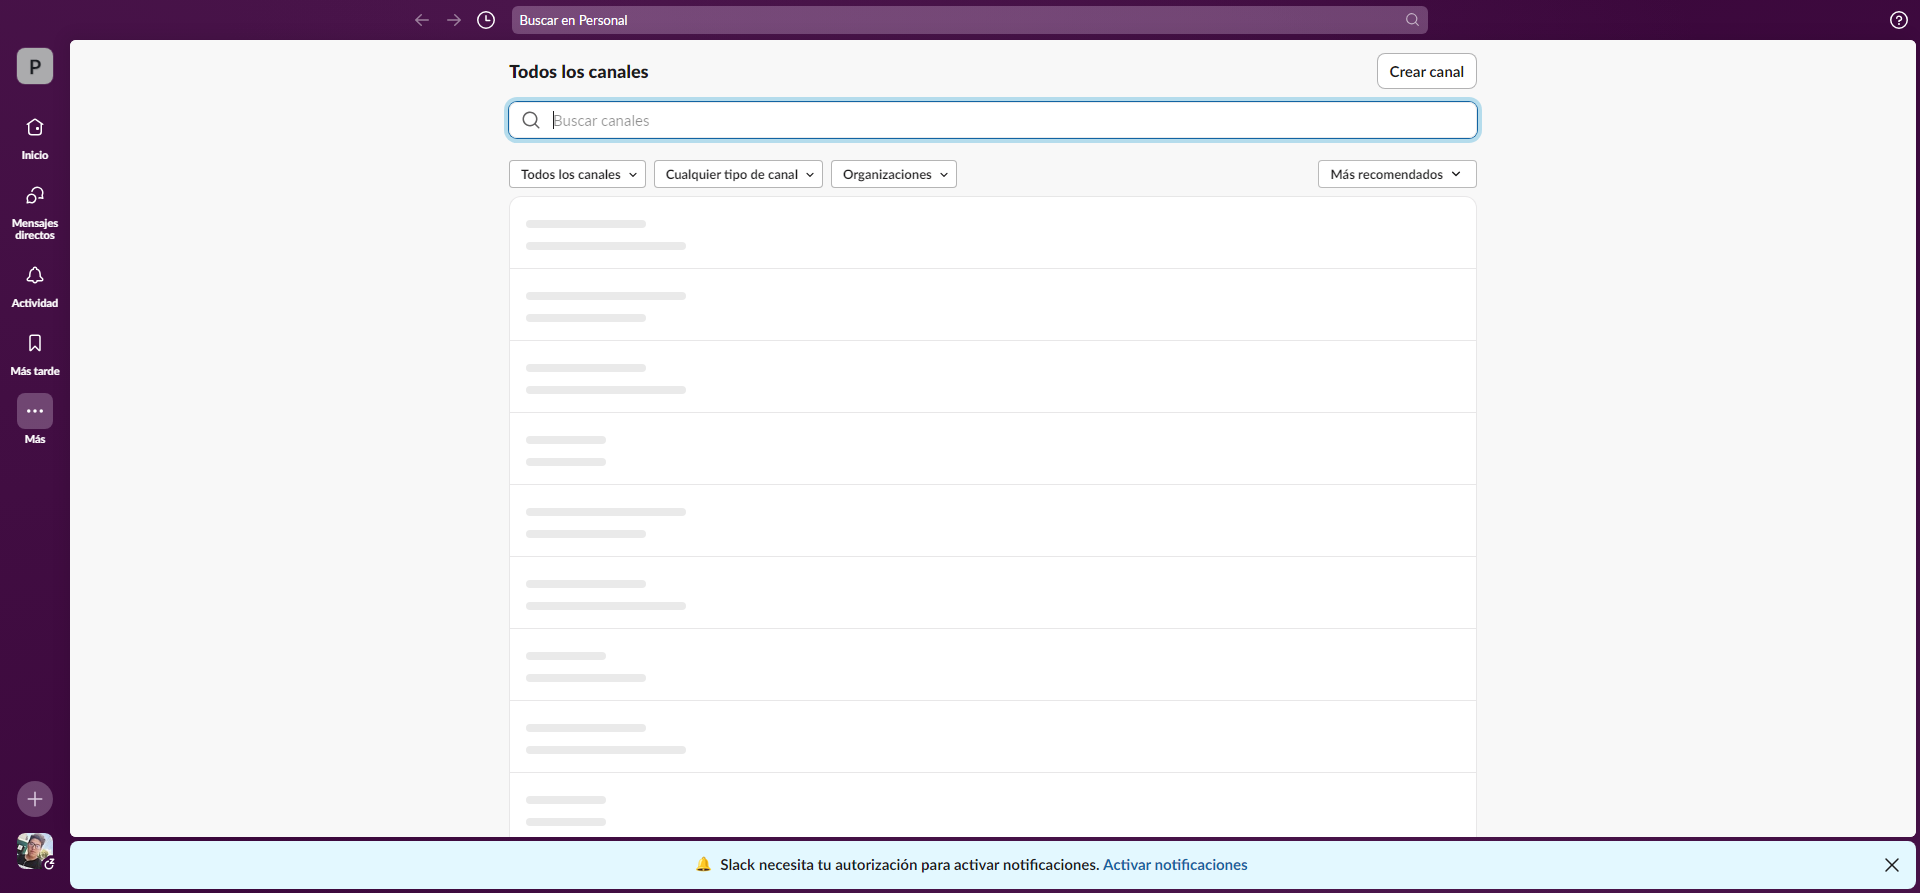 Buscar en Personal
P
Inicio
Mensajes
directos
Actividad
Más tarde
Más
Todos los canales
Crear canal
Buscar canales
Todos los canales
Cualquier tipo de canal
Organizaciones
Más recomendados
Slack necesita tu autorización para activar notificaciones. Activar notificaciones